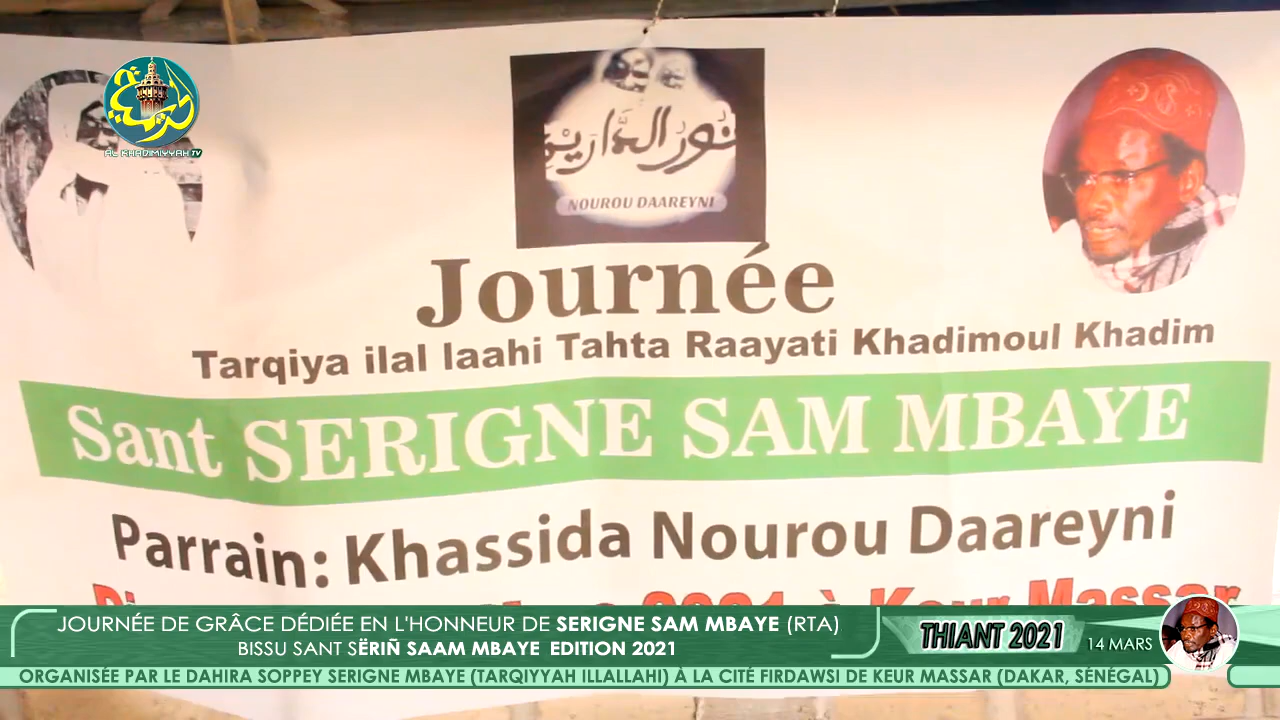 AL KHADIMIYYAH TV
نور الدارين
NOUROU DAAREYNI
Journée
Tarqiya ilal laahi Tahta Raayati Khadimoul Khadim
Sant SERIGNE SAM MBAYE
Parrain: Khassida Nourou Daareyni
2021 à Keur Massar
JOURNÉE DE GRÂCE DÉDIÉE EN L'HONNEUR DE SERIGNE SAM MBAYE (RTA)
BISSU SANT SËRIÑ SAAM MBAYE EDITION 2021
THIANT 2021
14 MARS
ORGANISÉE PAR LE DAHIRA SOPPEY SERIGNE MBAYE (TARQIYYAH ILLALLAHI) À LA CITÉ FIRDAWSI DE KEUR MASSAR (DAKAR, SÉNÉGAL)